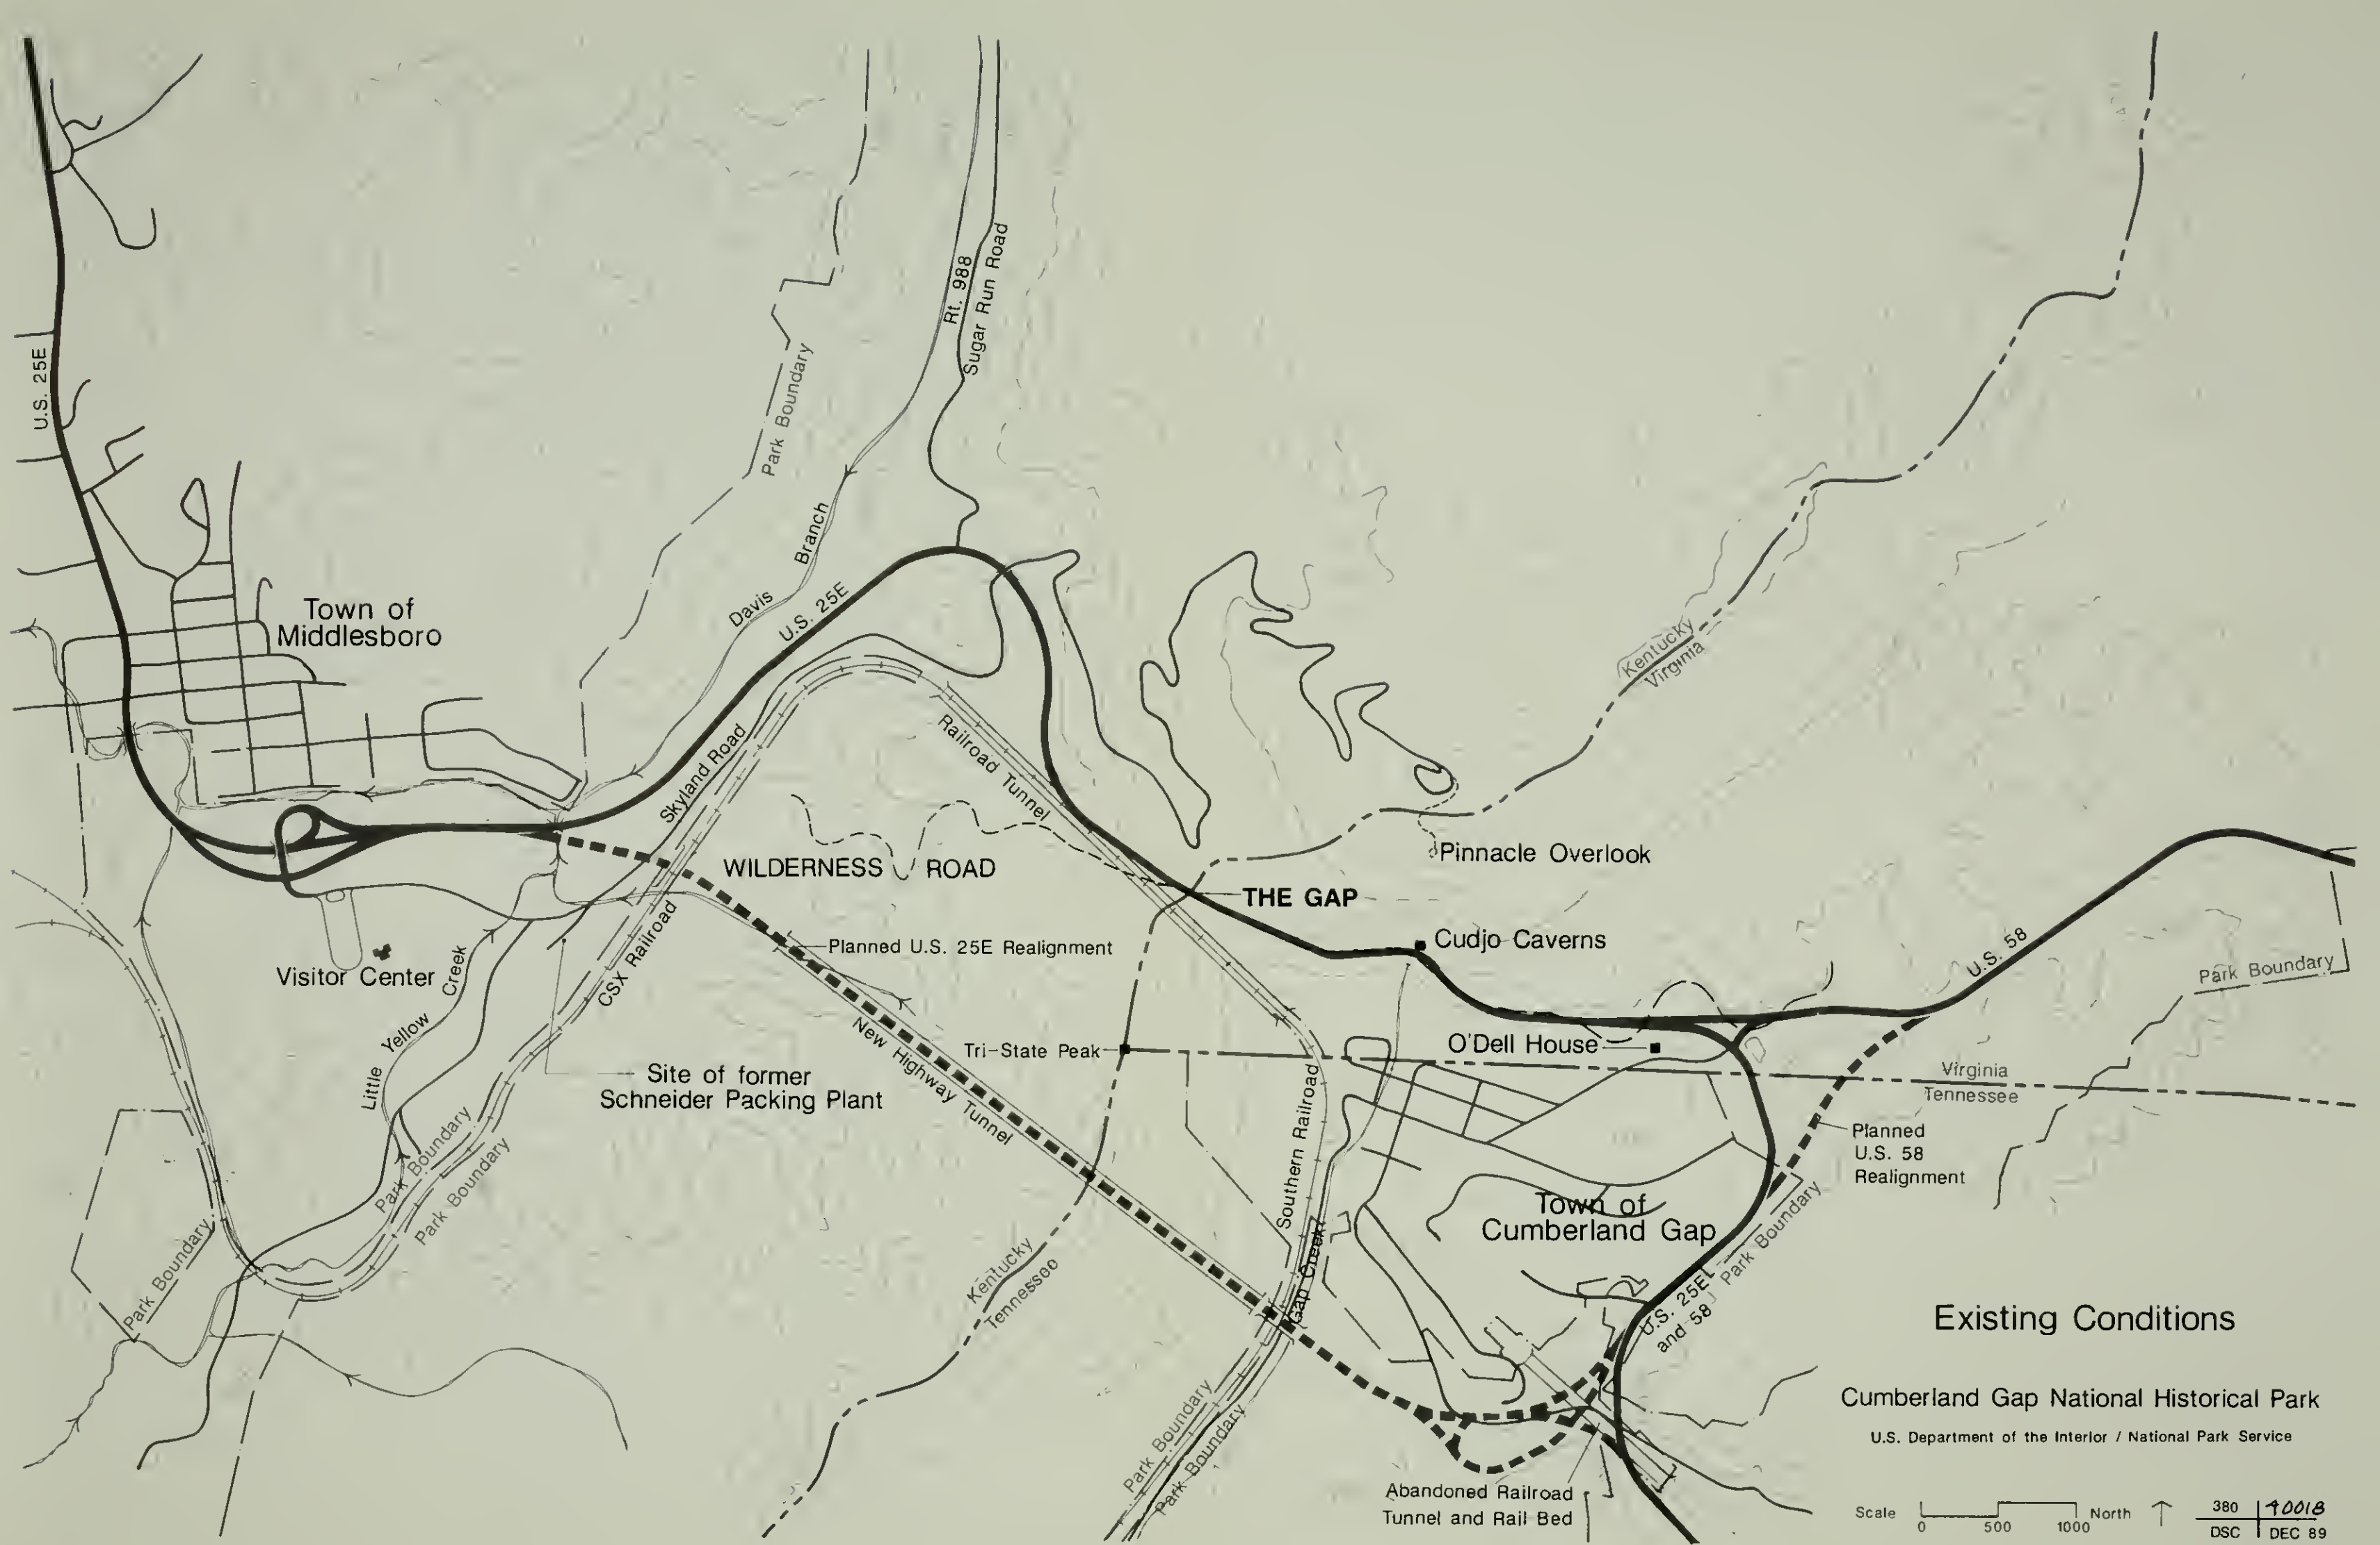 U.S. 25E
Rt. 988
Sugar Run Road
Park Boundary
Davis Branch
U.S. 25E
Town of
Middlesboro
Skyland Road
Railroad Tunnel
Kentucky
Virginia
WILDERNESS ROAD
Pinnacle Overlook
THE GAP
Cudjo Caverns
Planned U.S. 25E Realignment
Visitor Center
Little Yellow Creek
CSX Railroad
New Highway Tunnel
Tri-State Peak
O'Dell House
U.S. 58
Park Boundary
Virginia
Tennessee
Site of former
Schneider Packing Plant
Planned
U.S. 58
Realignment
Southern Railroad
Gap Creek
Town of
Cumberland Gap
Park Boundary
Park Boundary
Park Boundary
Park Boundary
Kentucky
Tennessee
U.S. 25E
and 58
Park Boundary
Park Boundary
Abandoned Railroad
Tunnel and Rail Bed
Existing Conditions
Cumberland Gap National Historical Park
U.S. Department of the Interior / National Park Service
Scale 0 500 1000 North
380 40018
DSC DEC 89